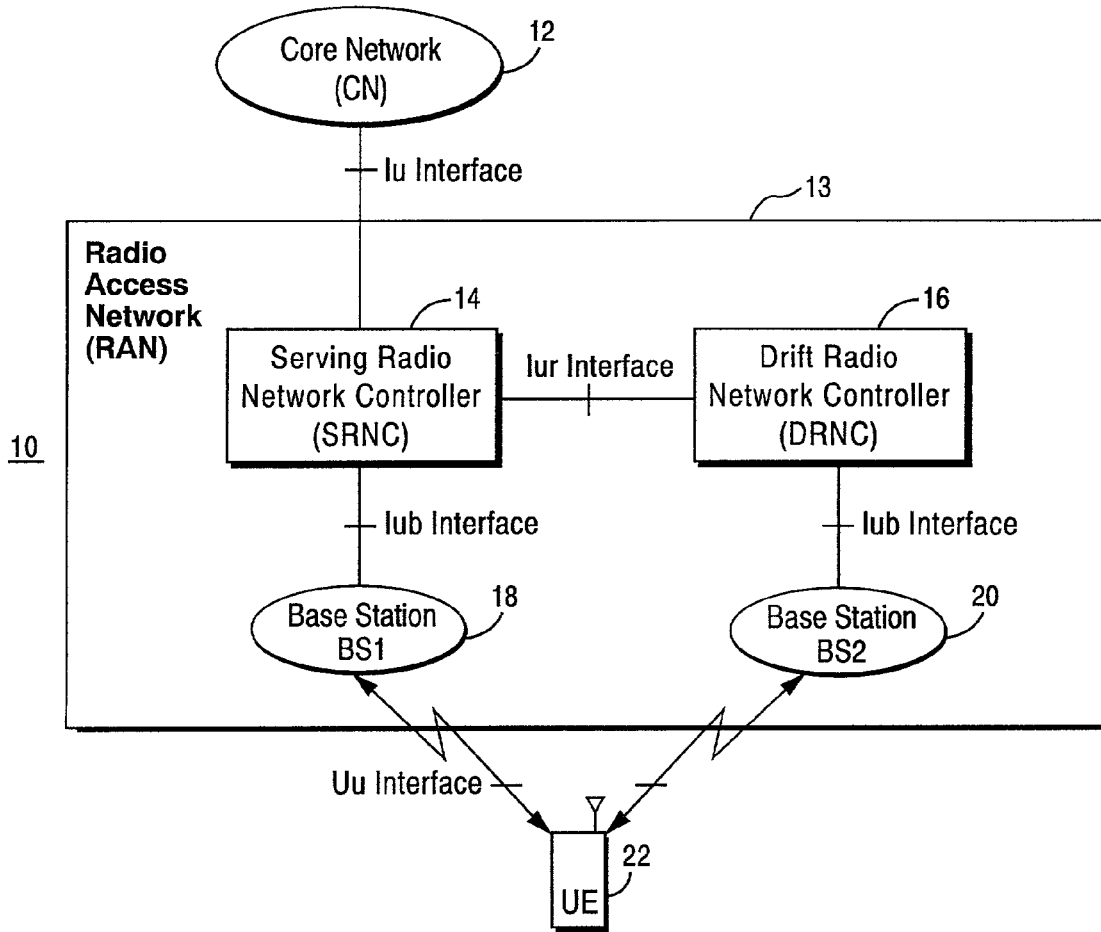 Core Network
(CN)
12
Iu Interface
13
Radio
Access
Network
(RAN)
14
16
Serving Radio
Network Controller
(SRNC)
Iur Interface
Drift Radio
Network Controller
(DRNC)
10
Iub Interface
Iub Interface
Base Station
BS1
18
Base Station
BS2
20
Uu Interface
UE
22